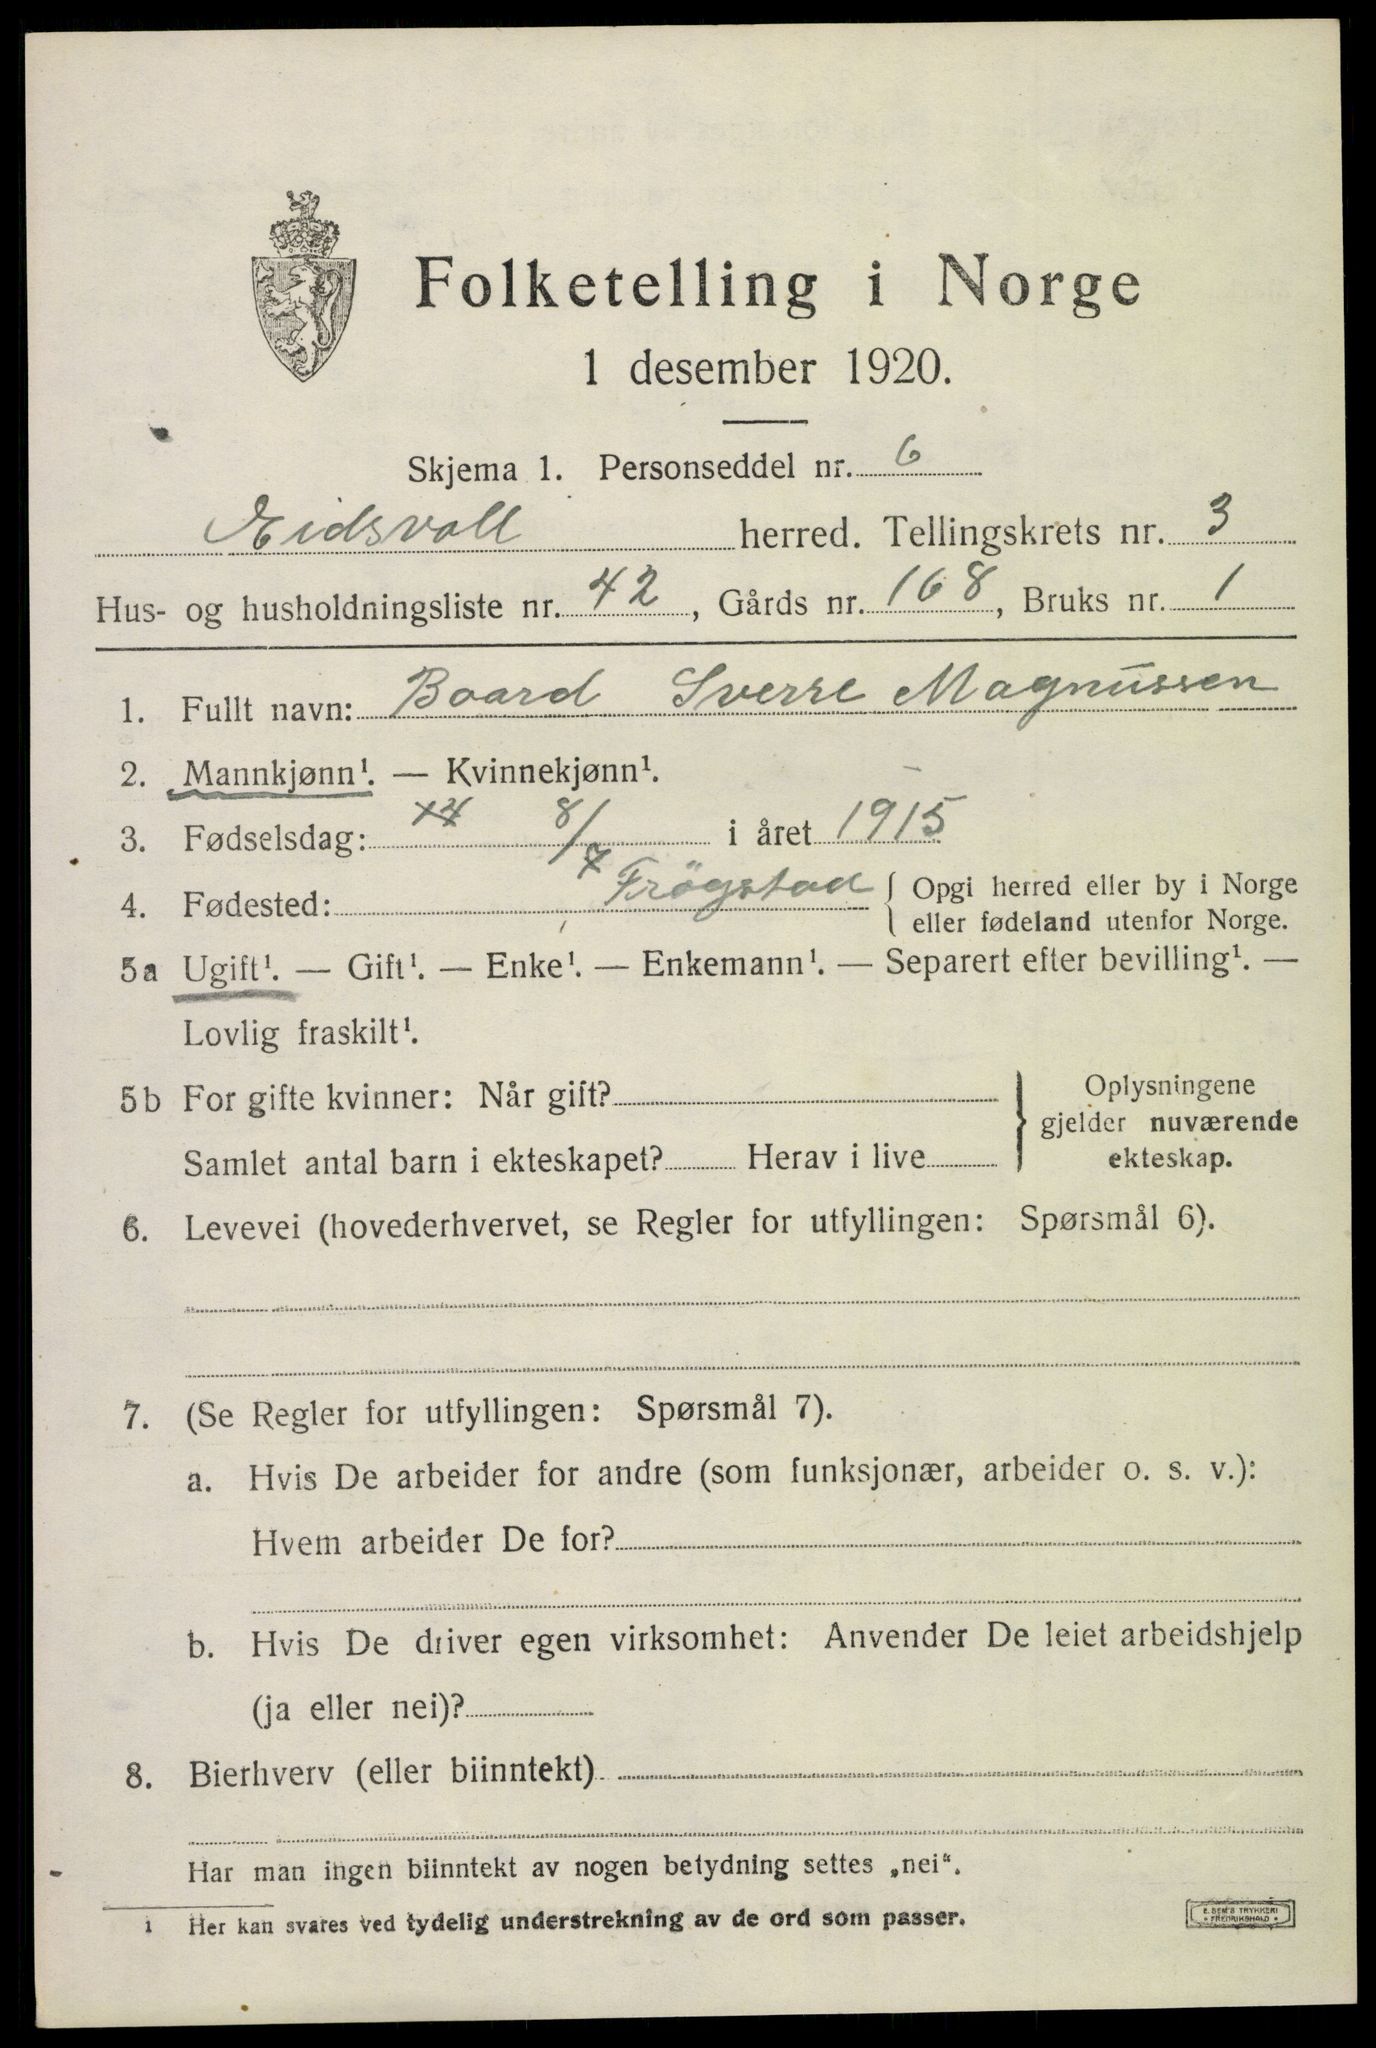 Folketelling i Norge
1 desember 1920.
Skjema 1. Personseddel nr. 6
Eidsvoll herred. Tellingskrets nr. 3
Hus- og husholdningsliste nr. 42, Gårds nr. 168, Bruks nr. 1
1. Fullt navn: Baard Sverre Magnussen
2. Mannkjønn¹. — Kvinnekjønn¹.
3. Fødselsdag: 8/7 i året 1915
4. Fødested: Frögstad { Opgi herred eller by i Norge
eller fødeland utenfor Norge.
5a Ugift¹. — Gift¹. — Enke¹. — Enkemann¹. — Separert efter bevilling¹. —
Lovlig fraskilt¹.
5b For gifte kvinner: Når gift?
Samlet antal barn i ekteskapet? Herav i live
Oplysningene
gjelder nuværende
ekteskap.
6. Levevei (hovederhvervet, se Regler for utfyllingen: Spørsmål 6).
7. (Se Regler for utfyllingen: Spørsmål 7).
a. Hvis De arbeider for andre (som funksjonær, arbeider o. s. v.):
Hvem arbeider De for?
b. Hvis De driver egen virksomhet: Anvender De leiet arbeidshjelp
(ja eller nei)?
8. Bierhverv (eller biinntekt)
Har man ingen biinntekt av nogen betydning settes „nei“.
1 Her kan svares ved tydelig understrekning av de ord som passer.
E. SEM'S TRYKKERI
• FREDRIKSHALD •